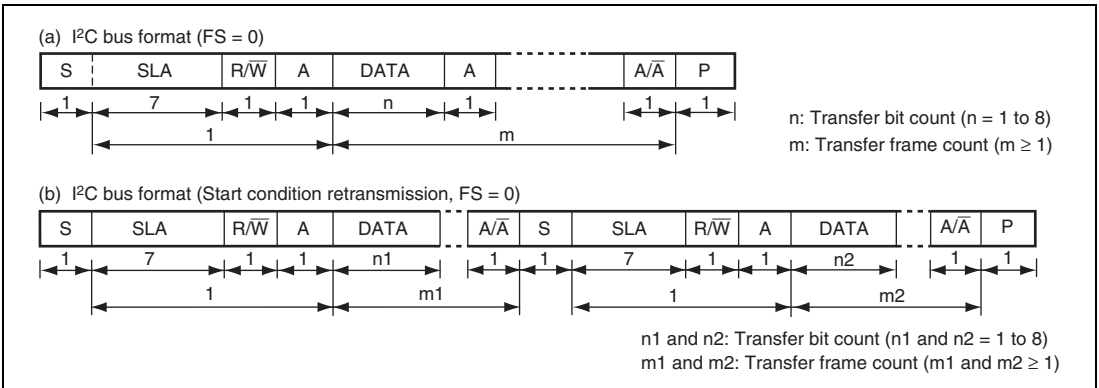 (a) I²C bus format (FS = 0)
S SLA R/W̅ A DATA A A/A̅ P
1 7 1 1 n 1 1 1
1 m
n: Transfer bit count (n = 1 to 8)
m: Transfer frame count (m ≥ 1)
(b) I²C bus format (Start condition retransmission, FS = 0)
S SLA R/W̅ A DATA A/A̅ S SLA R/W̅ A DATA A/A̅ P
1 7 1 1 n1 1 1 7 1 1 n2 1 1
1 m1 1 m2
n1 and n2: Transfer bit count (n1 and n2 = 1 to 8)
m1 and m2: Transfer frame count (m1 and m2 ≥ 1)